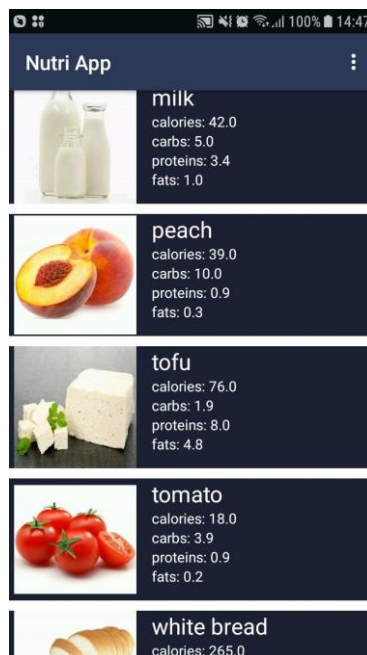 100% 14:47
Nutri App
milk
calories: 42.0
carbs: 5.0
proteins: 3.4
fats: 1.0
peach
calories: 39.0
carbs: 10.0
proteins: 0.9
fats: 0.3
tofu
calories: 76.0
carbs: 1.9
proteins: 8.0
fats: 4.8
tomato
calories: 18.0
carbs: 3.9
proteins: 0.9
fats: 0.2
white bread
calories: 265.0